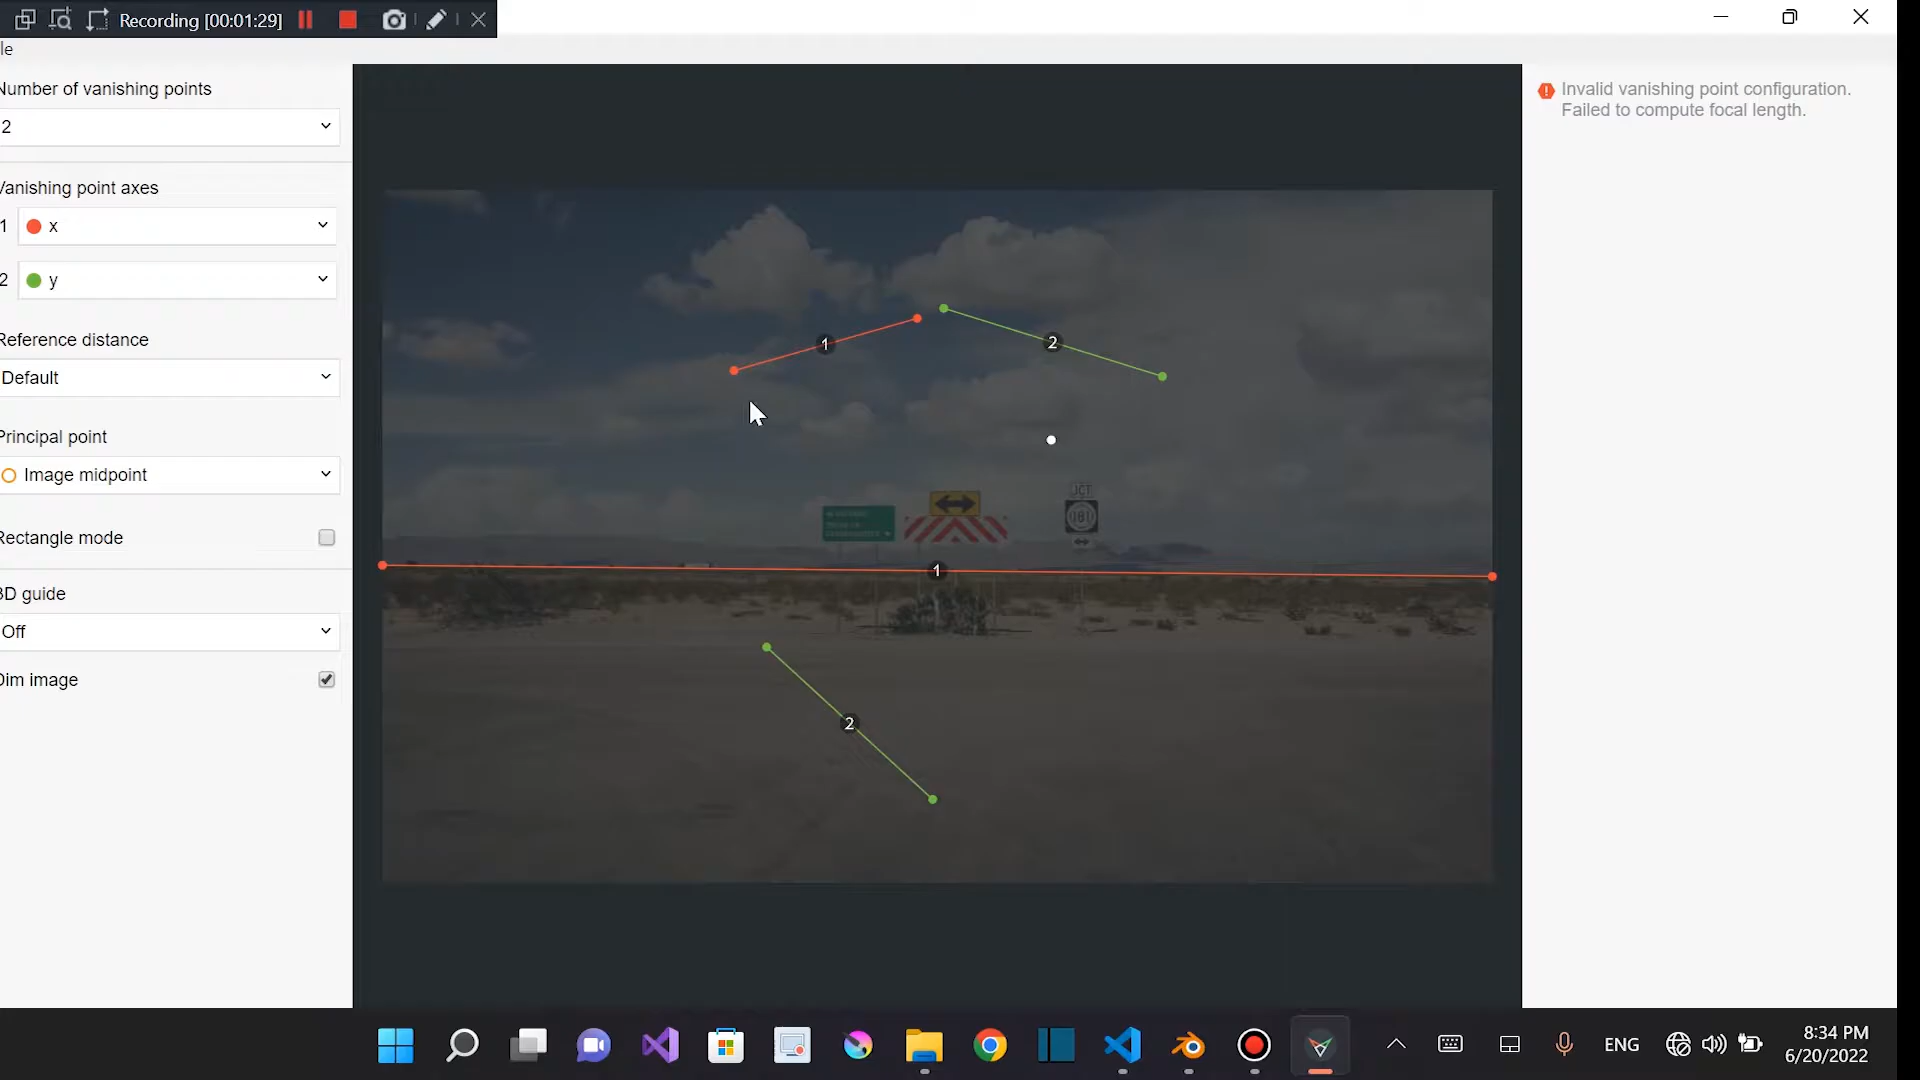 Recording [00:01:29]
le
Number of vanishing points
2
Vanishing point axes
1 x
2 y
Reference distance
Default
Principal point
Image midpoint
Rectangle mode
3D guide
Off
Dim image
Invalid vanishing point configuration.
Failed to compute focal length.
1
2
JCT
1
2
ENG
8:34 PM
6/20/2022